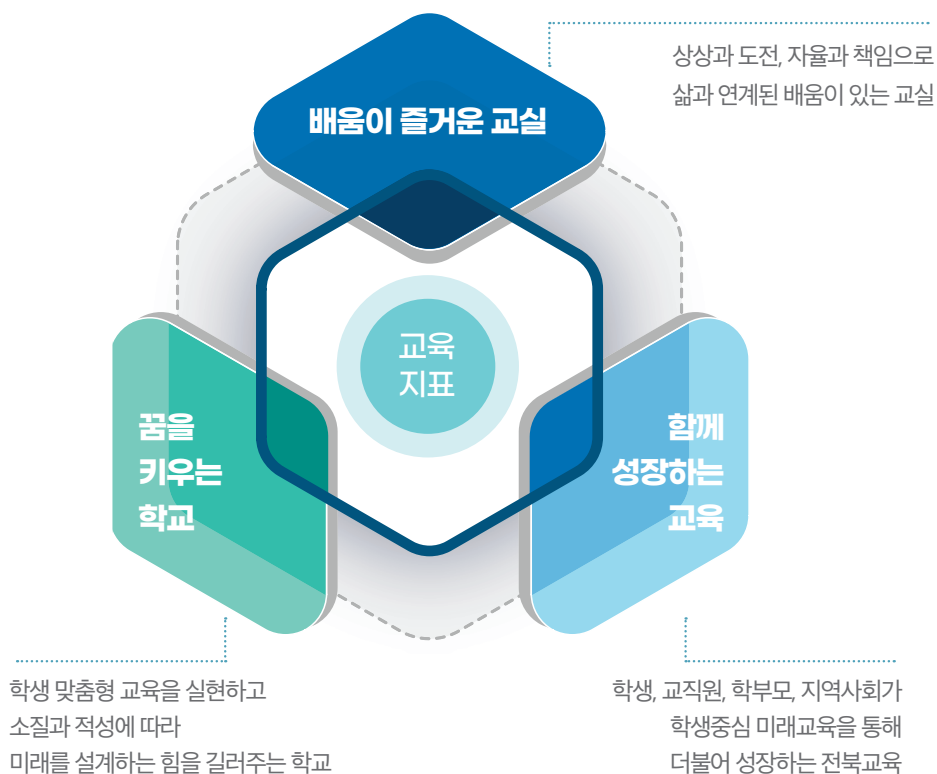 상상과 도전, 자율과 책임으로
삶과 연계된 배움이 있는 교실
배움이 즐거운 교실
교육
지표
꿈을
키우는
학교
함께
성장하는
교육
학생 맞춤형 교육을 실현하고
소질과 적성에 따라
미래를 설계하는 힘을 길러주는 학교
학생, 교직원, 학부모, 지역사회가
학생중심 미래교육을 통해
더불어 성장하는 전북교육